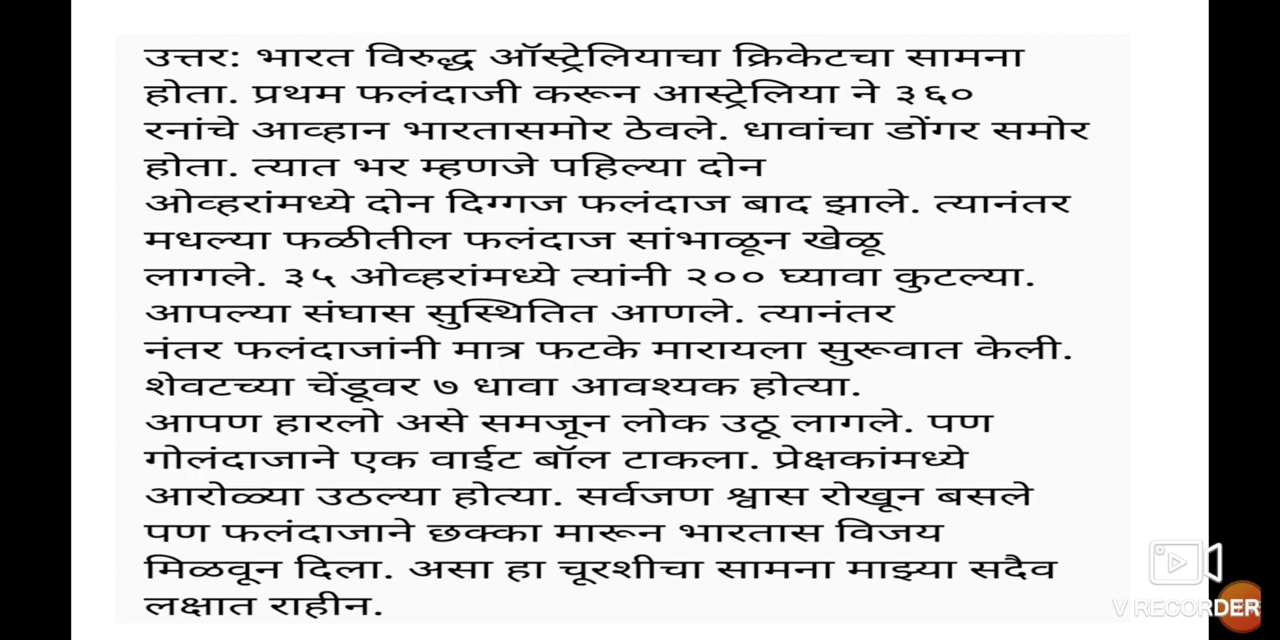 उत्तर: भारत विरुद्ध ऑस्ट्रेलियाचा क्रिकेटचा सामना
होता. प्रथम फलंदाजी करून आस्ट्रेलिया ने ३६०
रनांचे आव्हान भारतासमोर ठेवले. धावांचा डोंगर समोर
होता. त्यात भर म्हणजे पहिल्या दोन
ओव्हरांमध्ये दोन दिग्गज फलंदाज बाद झाले. त्यानंतर
मधल्या फळीतील फलंदाज सांभाळून खेळू
लागले. ३५ ओव्हरांमध्ये त्यांनी २०० घ्यावा कुटल्या.
आपल्या संघास सुस्थितित आणले. त्यानंतर
नंतर फलंदाजांनी मात्र फटके मारायला सुरूवात केली.
शेवटच्या चेंडूवर ७ धावा आवश्यक होत्या.
आपण हारलो असे समजून लोक उठू लागले. पण
गोलंदाजाने एक वाईट बॉल टाकला. प्रेक्षकांमध्ये
आरोळ्या उठल्या होत्या. सर्वजण श्वास रोखून बसले
पण फलंदाजाने छक्का मारून भारतास विजय
मिळवून दिला. असा हा चूरशीचा सामना माझ्या सदैव
लक्षात राहीन.
V RECORDER